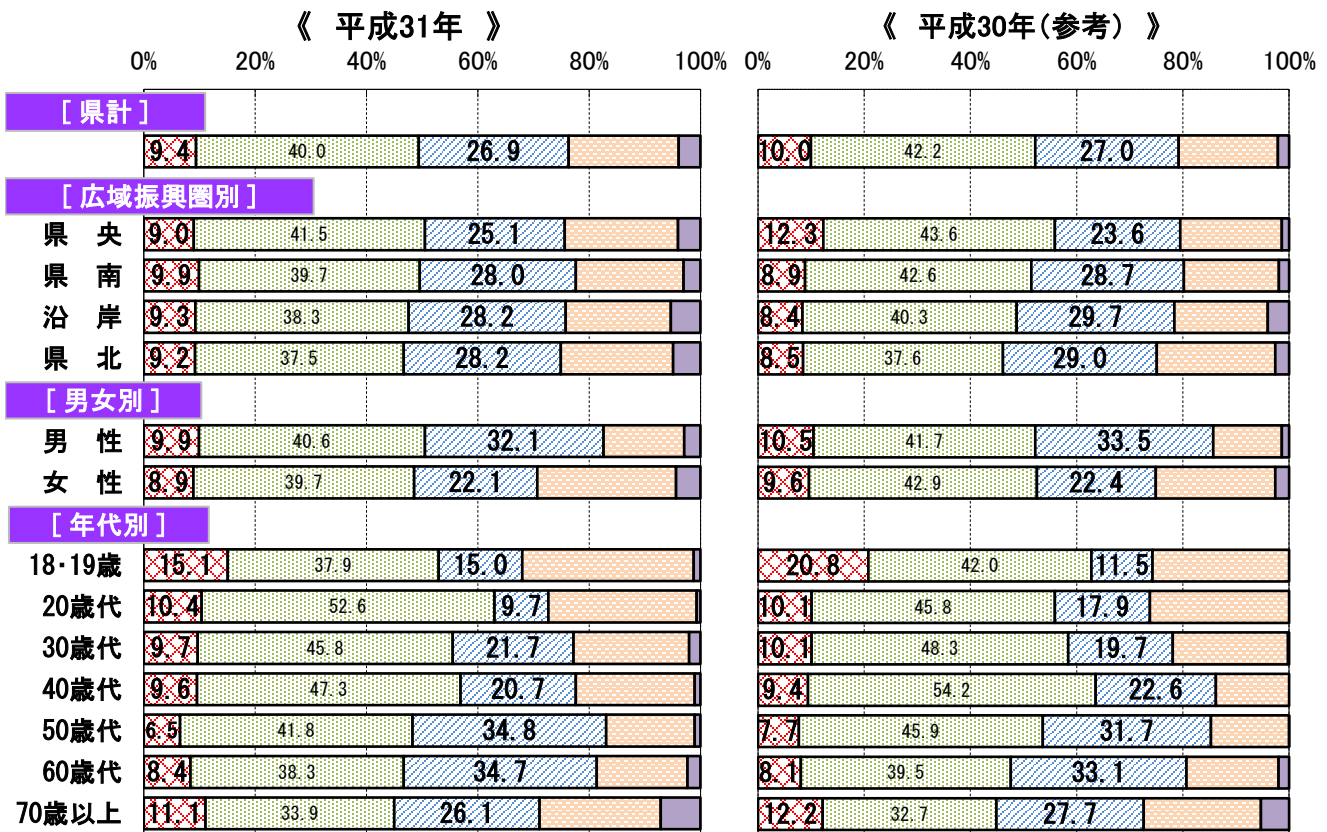 《 平成31年 》 《 平成30年(参考) 》
0% 20% 40% 60% 80% 100% 0% 20% 40% 60% 80% 100%
[ 県計 ]
9.4 40.0 26.9 10.0 42.2 27.0
[ 広域振興圏別 ]
県 央 9.0 41.5 25.1 12.3 43.6 23.6
県 南 9.9 39.7 28.0 8.9 42.6 28.7
沿 岸 9.3 38.3 28.2 8.4 40.3 29.7
県 北 9.2 37.5 28.2 8.5 37.6 29.0
[ 男女別 ]
男 性 9.9 40.6 32.1 10.5 41.7 33.5
女 性 8.9 39.7 22.1 9.6 42.9 22.4
[ 年代別 ]
18・19歳 15.1 37.9 15.0 20.8 42.0 11.5
20歳代 10.4 52.6 9.7 10.1 45.8 17.9
30歳代 9.7 45.8 21.7 10.1 48.3 19.7
40歳代 9.6 47.3 20.7 9.4 54.2 22.6
50歳代 6.5 41.8 34.8 7.7 45.9 31.7
60歳代 8.4 38.3 34.7 8.1 39.5 33.1
70歳以上 11.1 33.9 26.1 12.2 32.7 27.7